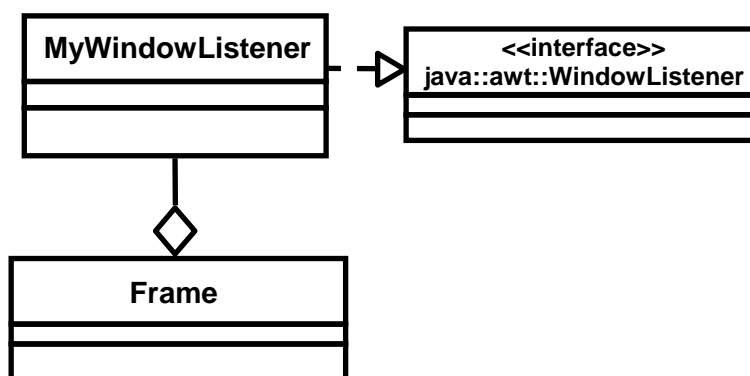 MyWindowListener
<<interface>>
java::awt::WindowListener
Frame